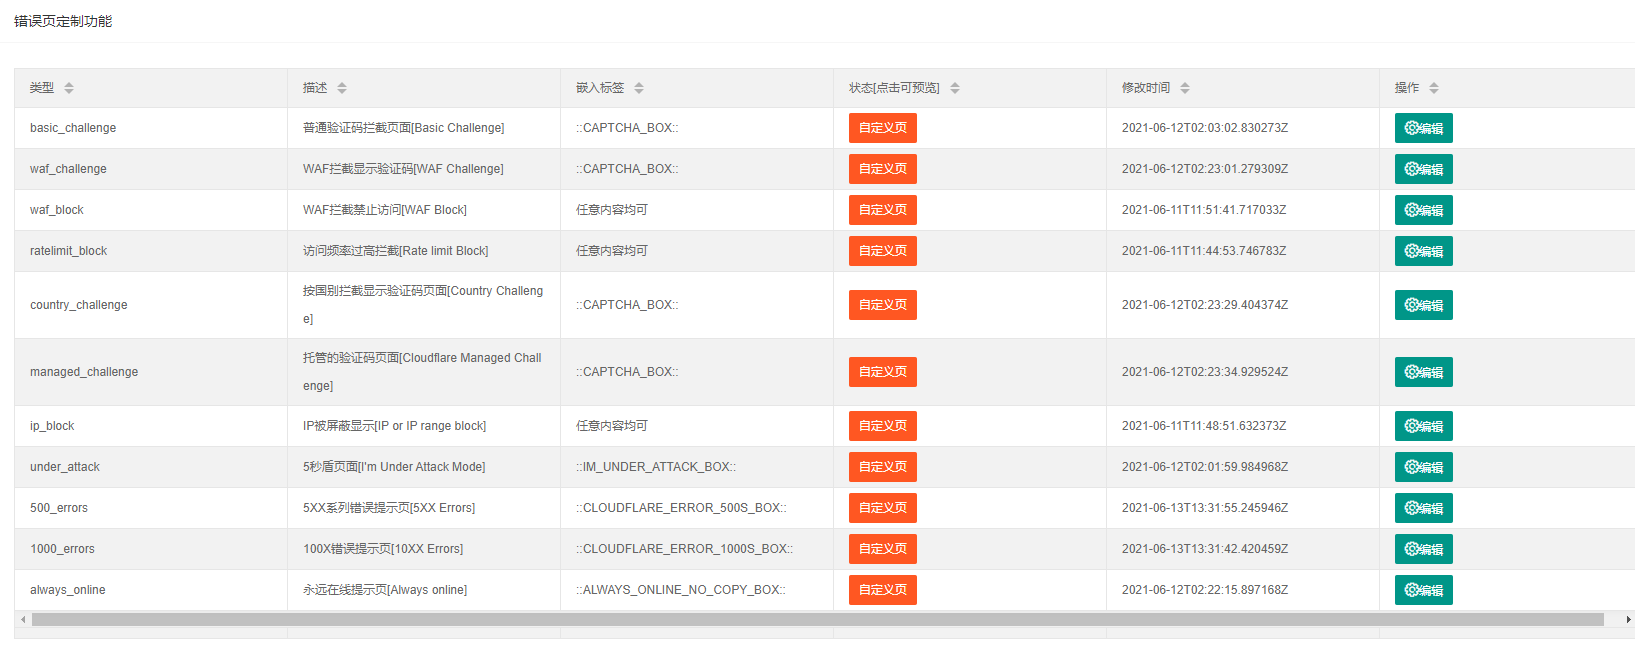 错误页定制功能
类型 描述 嵌入标签 状态[点击可预览] 修改时间 操作
basic_challenge 普通验证码拦截页面[Basic Challenge] ::CAPTCHA_BOX:: 自定义页 2021-06-12T02:03:02.830273Z 编辑
waf_challenge WAF拦截显示验证码[WAF Challenge] ::CAPTCHA_BOX:: 自定义页 2021-06-12T02:23:01.279309Z 编辑
waf_block WAF拦截禁止访问[WAF Block] 任意内容均可 自定义页 2021-06-11T11:51:41.717033Z 编辑
ratelimit_block 访问频率过高拦截[Rate limit Block] 任意内容均可 自定义页 2021-06-11T11:44:53.746783Z 编辑
country_challenge 按国别拦截显示验证码页面[Country Challeng
e] ::CAPTCHA_BOX:: 自定义页 2021-06-12T02:23:29.404374Z 编辑
managed_challenge 托管的验证码页面[Cloudflare Managed Chall
enge] ::CAPTCHA_BOX:: 自定义页 2021-06-12T02:23:34.929524Z 编辑
ip_block IP被屏蔽显示[IP or IP range block] 任意内容均可 自定义页 2021-06-11T11:48:51.632373Z 编辑
under_attack 5秒盾页面[I'm Under Attack Mode] ::IM_UNDER_ATTACK_BOX:: 自定义页 2021-06-12T02:01:59.984968Z 编辑
500_errors 5XX系列错误提示页[5XX Errors] ::CLOUDFLARE_ERROR_500S_BOX:: 自定义页 2021-06-13T13:31:55.245946Z 编辑
1000_errors 100X错误提示页[10XX Errors] ::CLOUDFLARE_ERROR_1000S_BOX:: 自定义页 2021-06-13T13:31:42.420459Z 编辑
always_online 永远在线提示页[Always online] ::ALWAYS_ONLINE_NO_COPY_BOX:: 自定义页 2021-06-12T02:22:15.897168Z 编辑